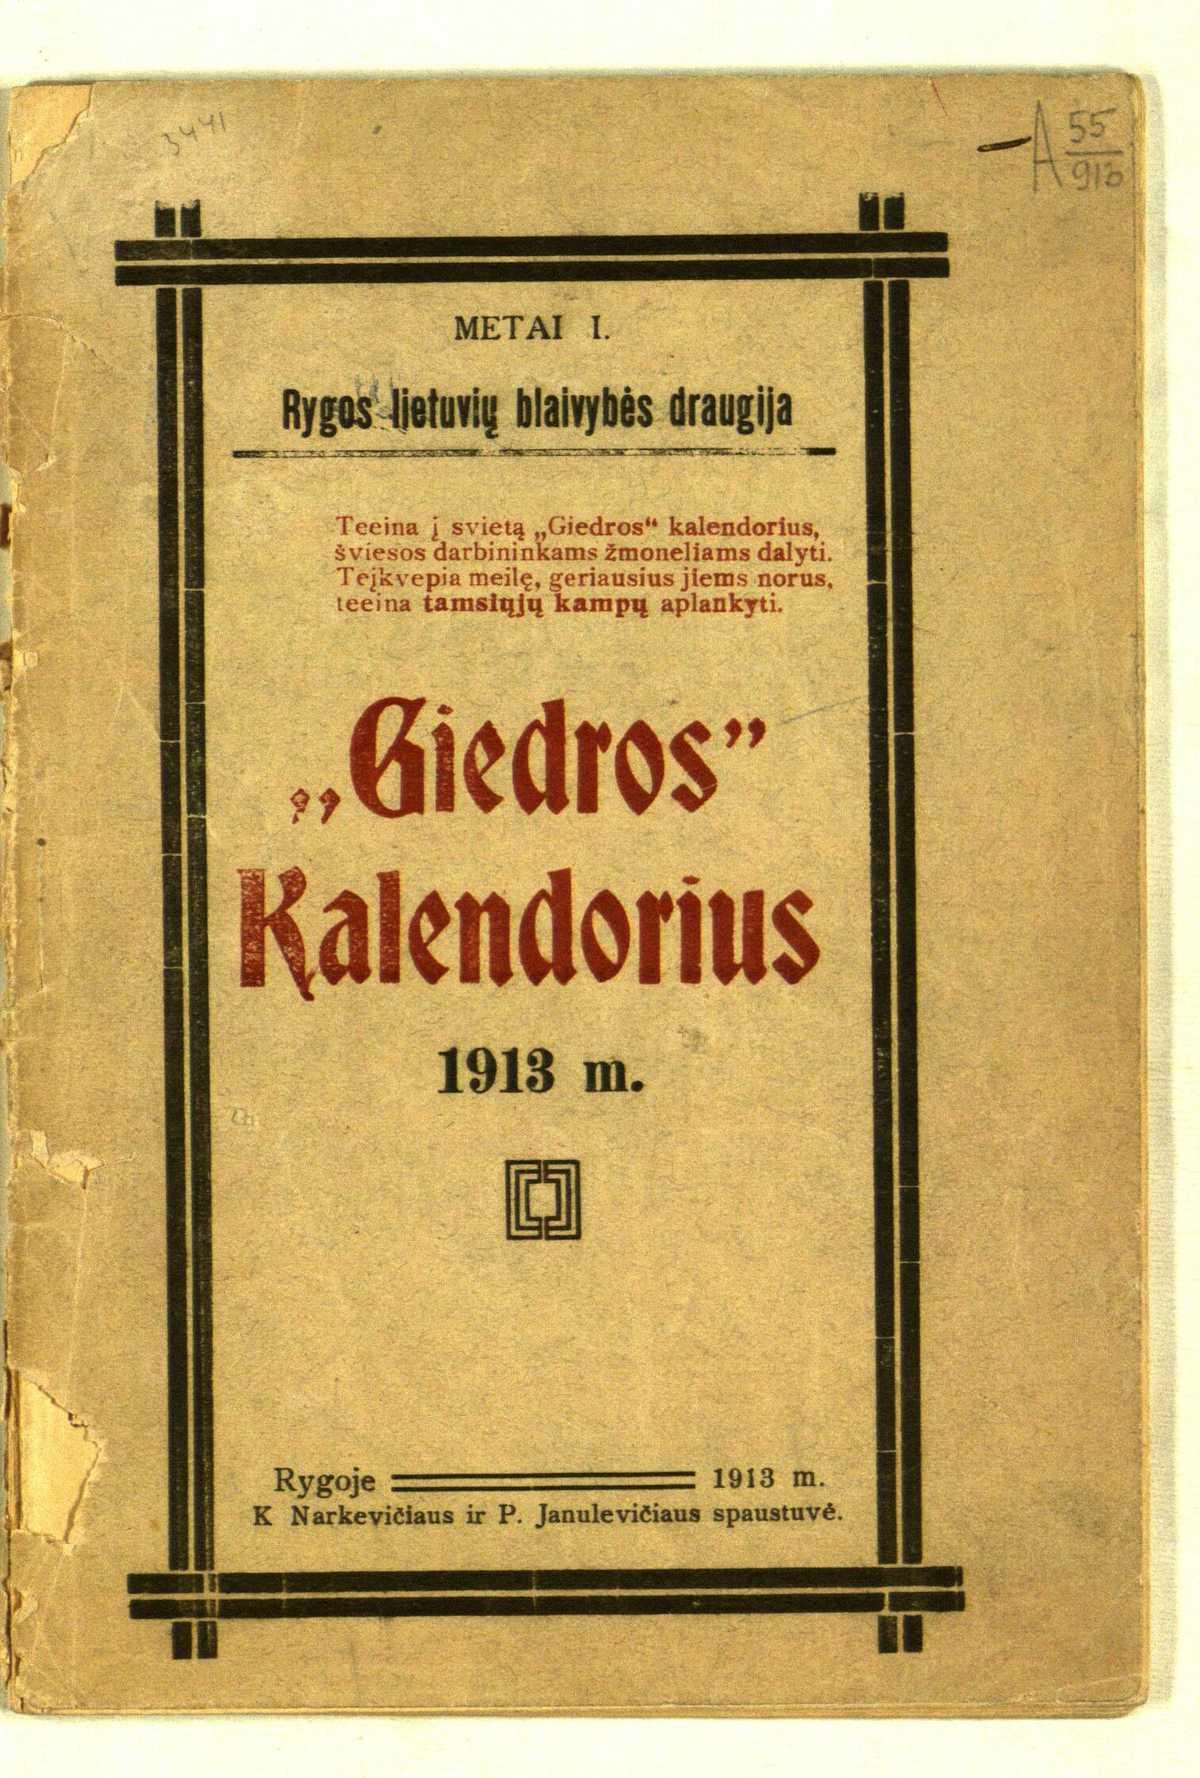 3441
A 55
913
METAI I.
Rygos lietuvių blaivybės draugija
Teeina į svietą „Giedros“ kalendorius,
šviesos darbininkams žmoneliams dalyti.
Teįkvepia meilę, geriausius jiems norus,
teeina tamsiųjų kampų aplankyti.
„Giedros”
Kalendorius
1913 m.
Rygoje 1913 m.
K Narkevičiaus ir P. Janulevičiaus spaustuvė.